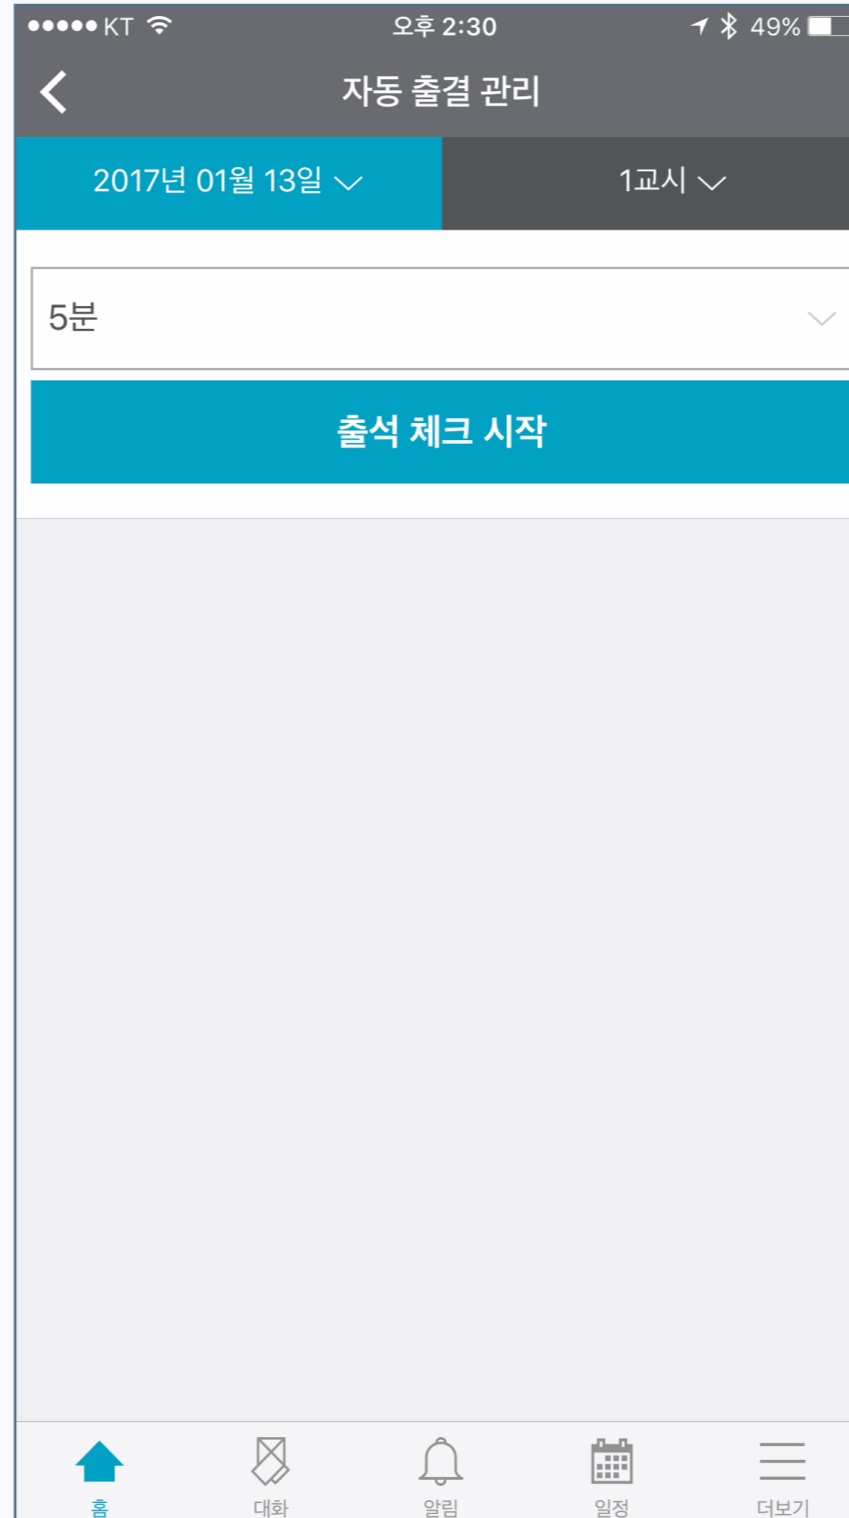 KT 오후 2:30 49%
자동 출결 관리
2017년 01월 13일 1교시
5분
출석 체크 시작
홈 대화 알림 일정 더보기